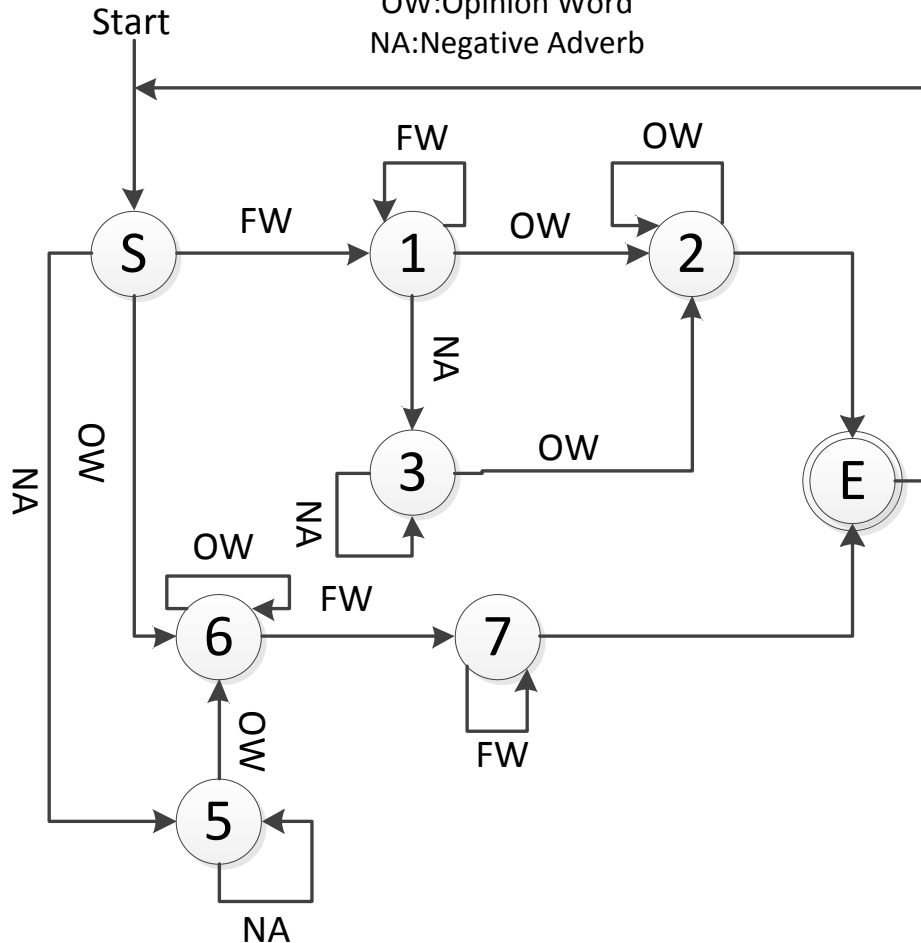 OW:Opinion Word
Start
NA:Negative Adverb
FW
OW
FW
OW
S
1
2
NA
OW
NA
OW
3
E
NA
OW
FW
6
7
OW
FW
5
NA